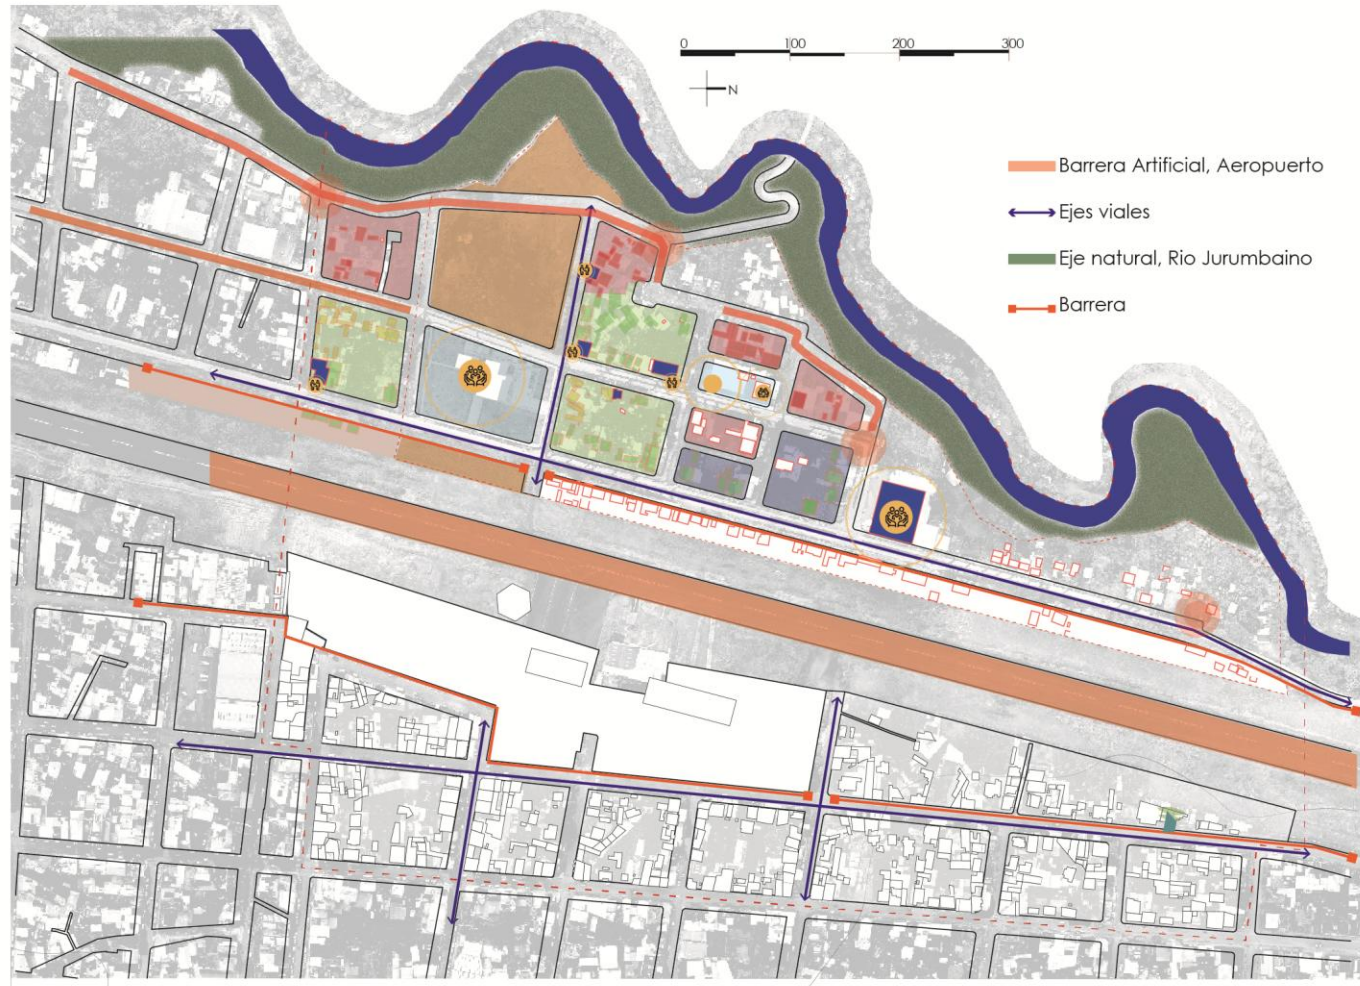 0 100 200 300
N
Barrera Artificial, Aeropuerto
Ejes viales
Eje natural, Rio Jurumbaino
Barrera